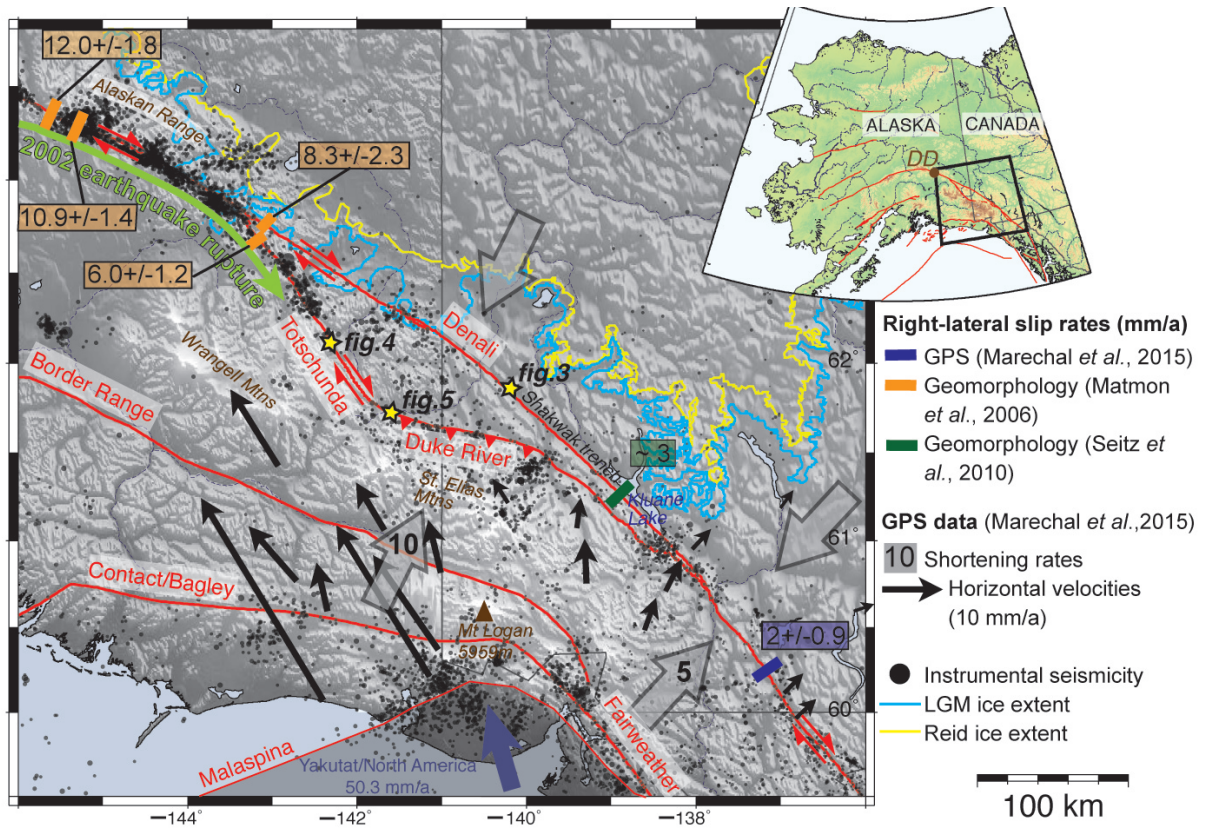 12.0+/-1.8
Alaskan Range
2002 earthquake rupture
8.3+/-2.3
10.9+/-1.4
6.0+/-1.2
Totschunda
fig.4
Denali
fig.3
Wrangell Mtns
Border Range
fig.5
Shakwak trench
Duke River
~ 3
St. Elias.
Mtns
Kluane
Lake
10
Contact/Bagley
Mt Logan
5959m
2+/-0.9
5
Malaspina
Fairweather
Yakutat/North America
50.3 mm/a
62°
61°
60°
−144°
−142°
−140°
−138°
ALASKA
CANADA
DD
Right-lateral slip rates (mm/a)
GPS (Marechal et al., 2015)
Geomorphology (Matmon
et al., 2006)
Geomorphology (Seitz et
al., 2010)
GPS data (Marechal et al.,2015)
10 Shortening rates
Horizontal velocities
(10 mm/a)
Instrumental seismicity
LGM ice extent
Reid ice extent
100 km